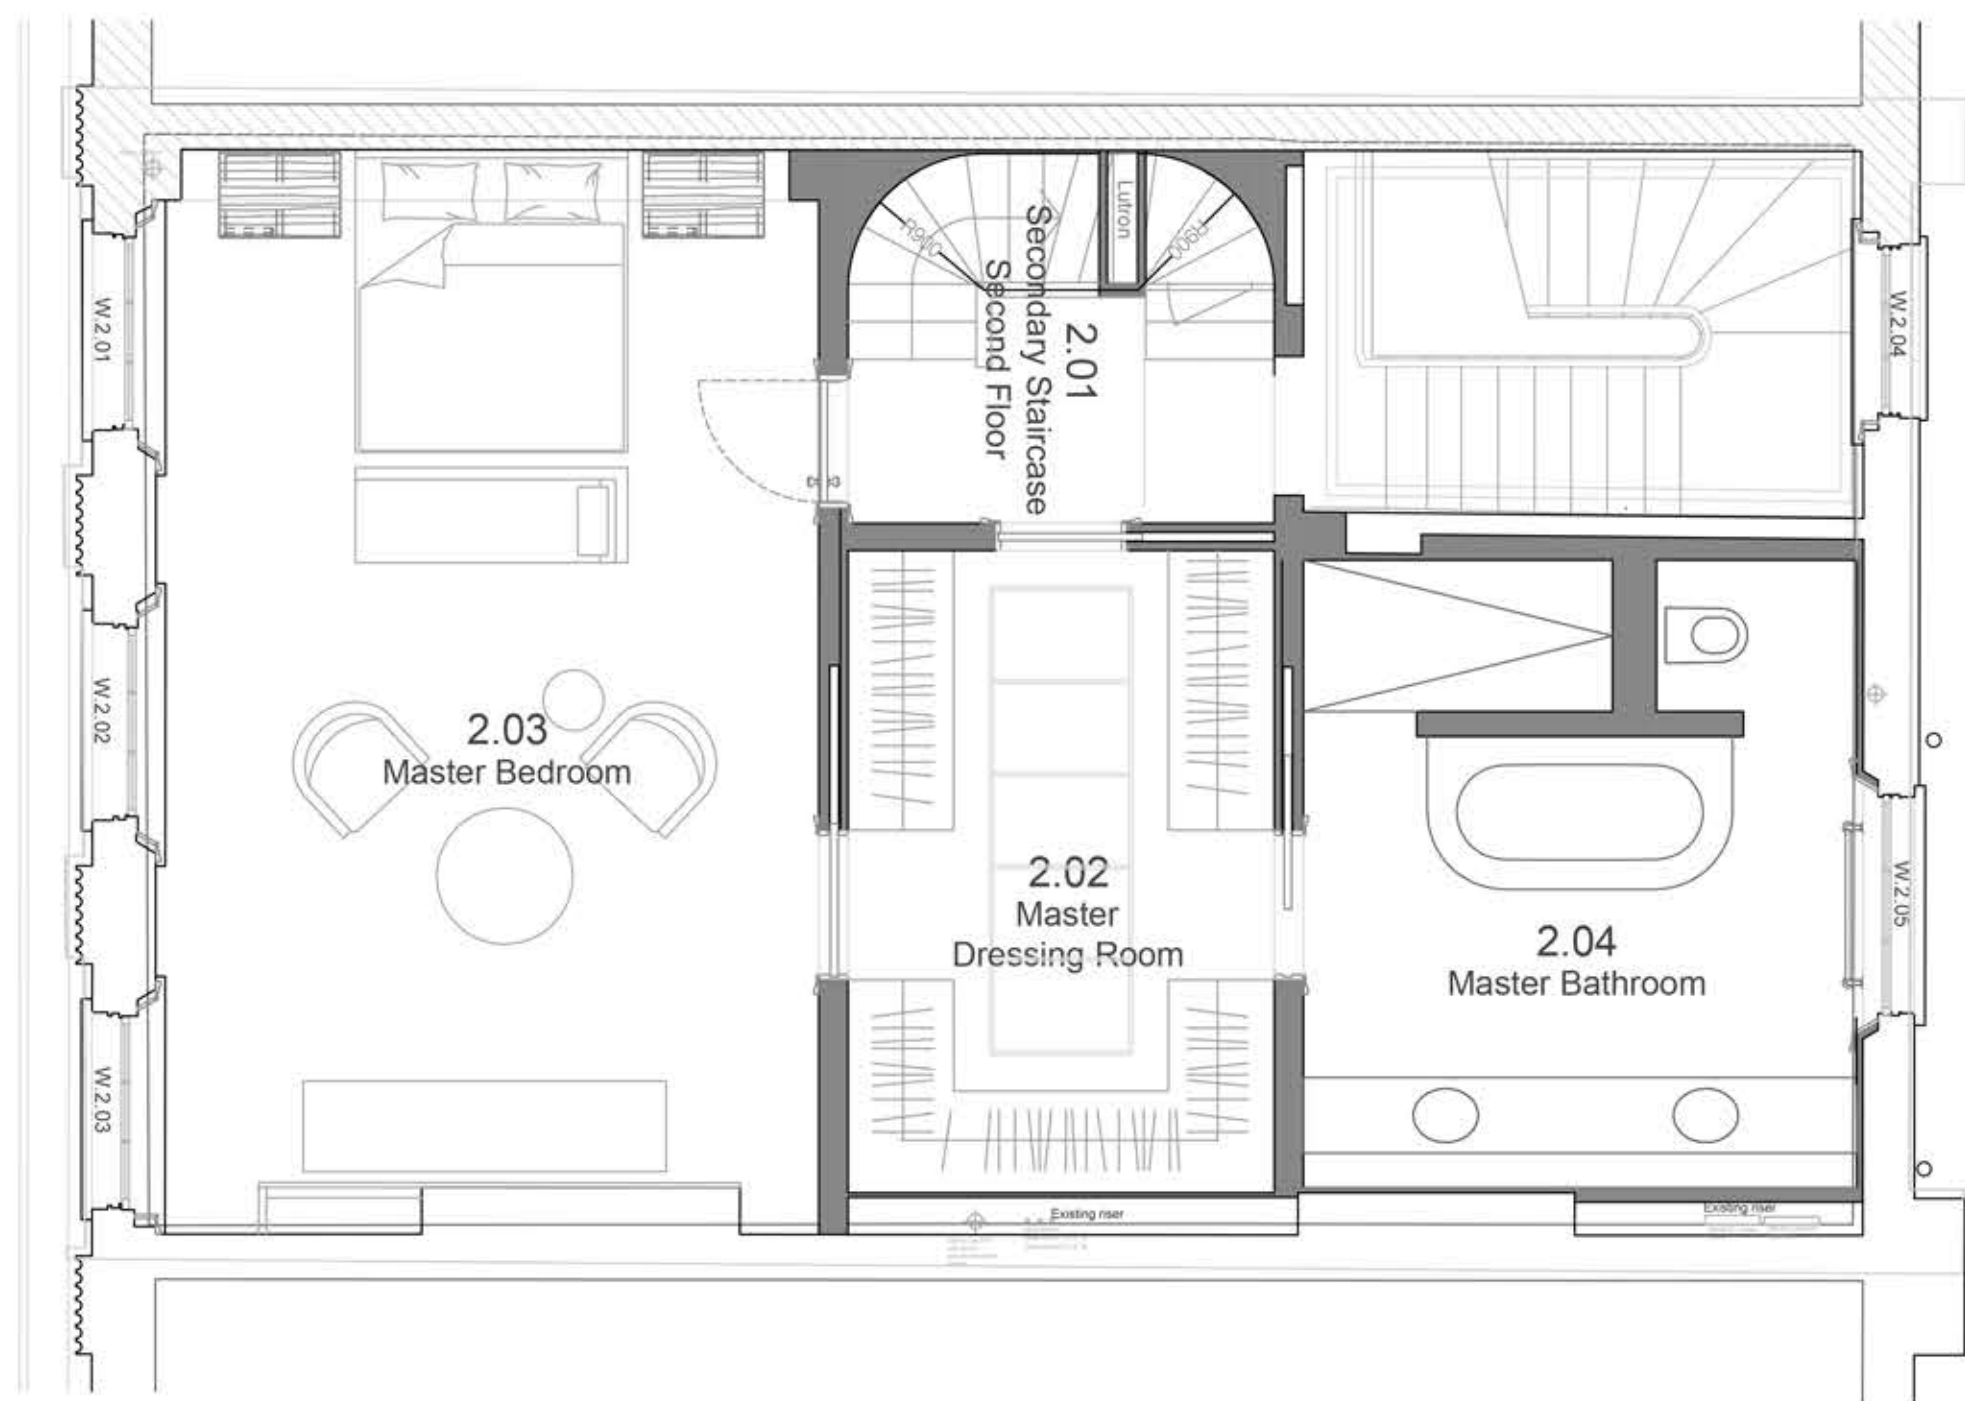 Lutron
R900
2.01
Secondary Staircase
Second Floor
W.2.01
W.2.04
W.2.02
2.03
Master Bedroom
2.02
Master
Dressing Room
2.04
Master Bathroom
W.2.05
W.2.03
Existing riser
Existing riser